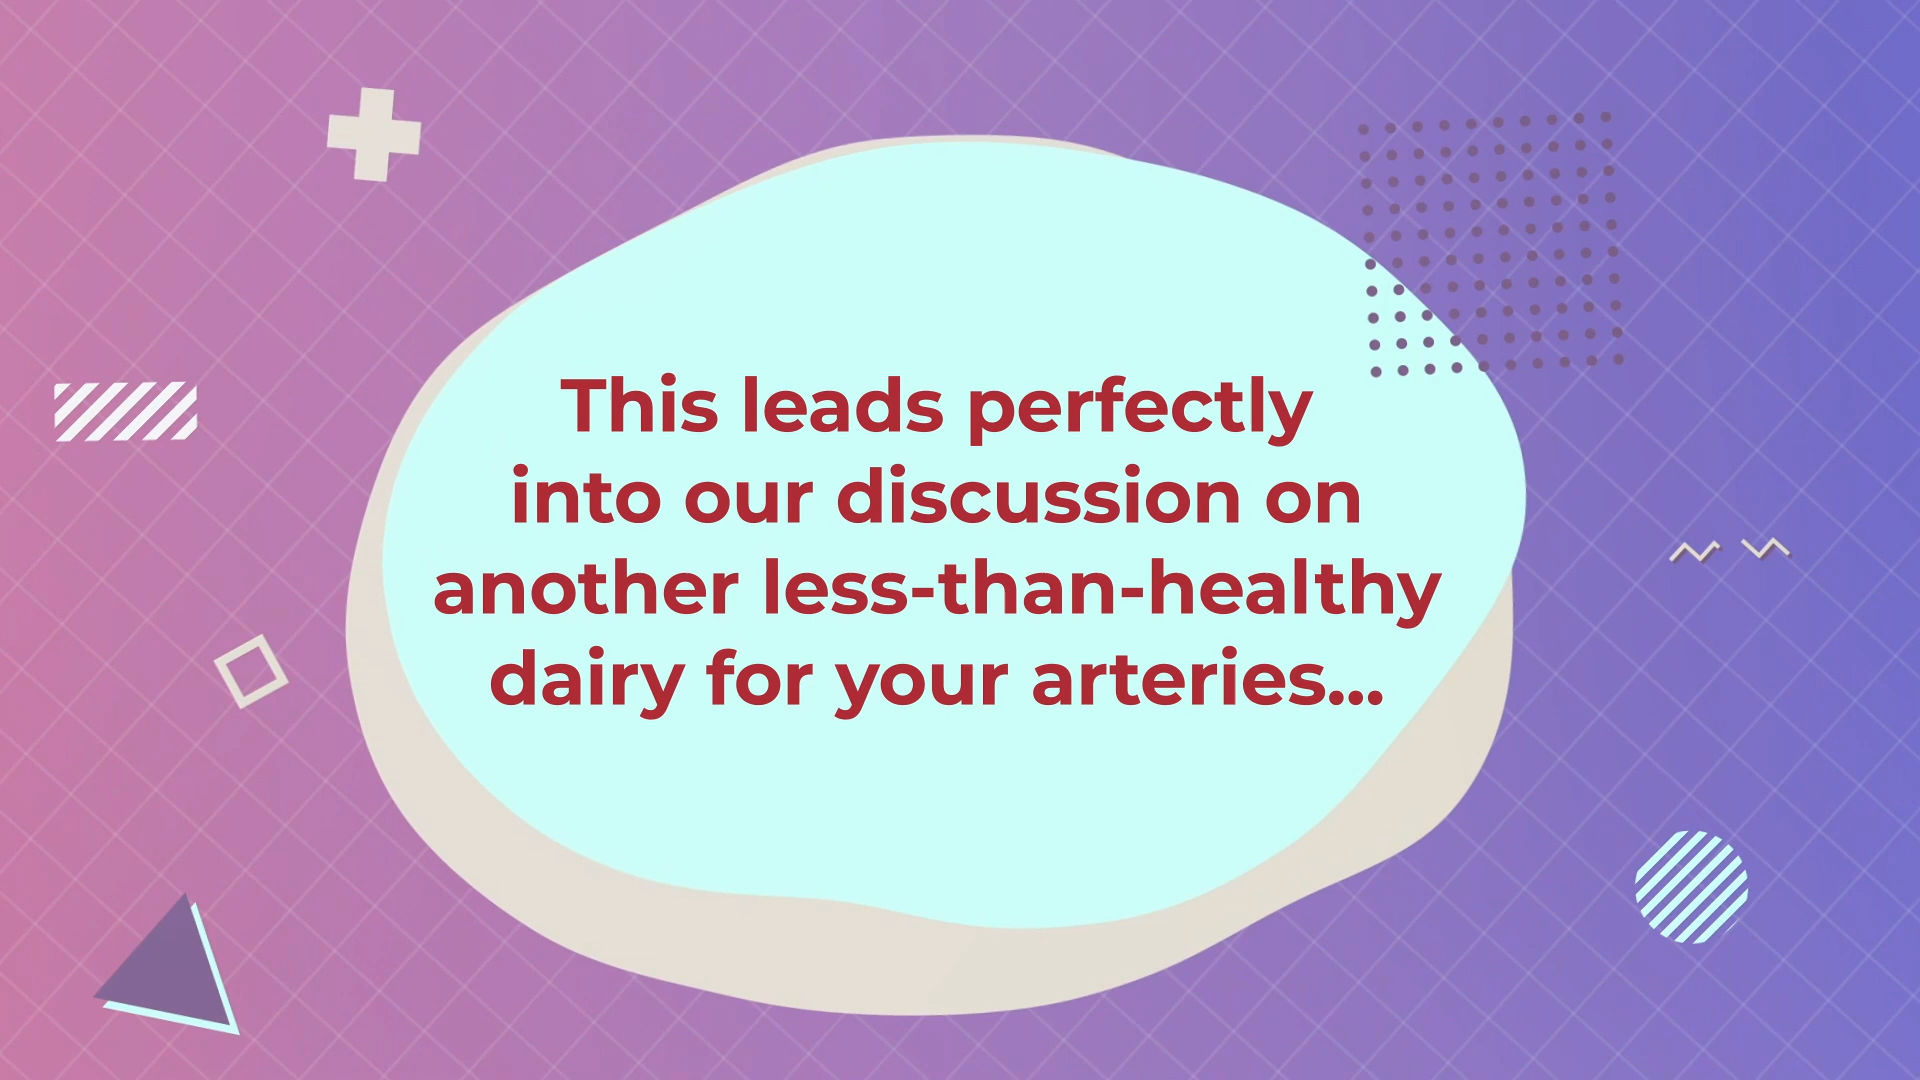 This leads perfectly
into our discussion on
another less-than-healthy
dairy for your arteries...